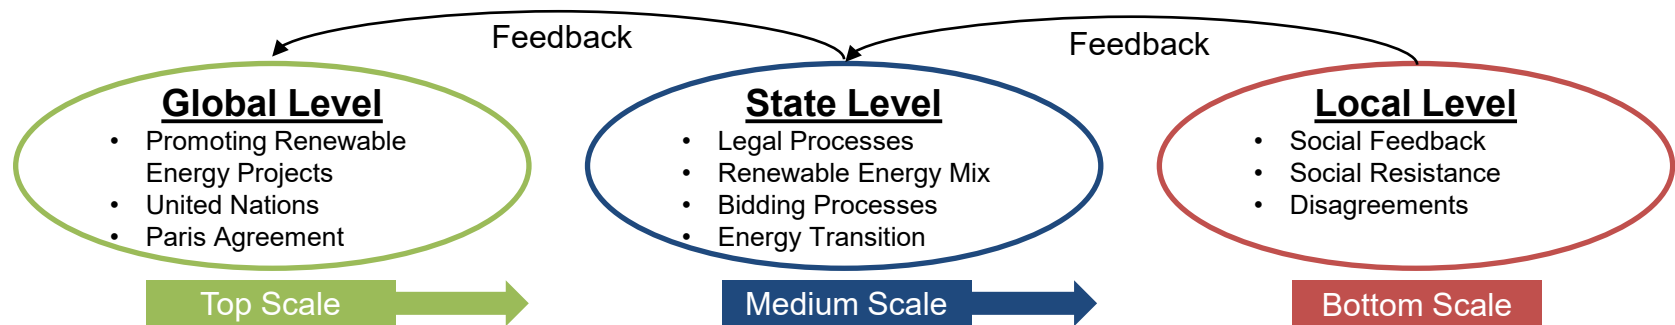 Feedback
Feedback
Global Level
• Promoting Renewable
Energy Projects
• United Nations
• Paris Agreement
State Level
• Legal Processes
• Renewable Energy Mix
• Bidding Processes
• Energy Transition
Local Level
• Social Feedback
• Social Resistance
• Disagreements
Top Scale
Medium Scale
Bottom Scale